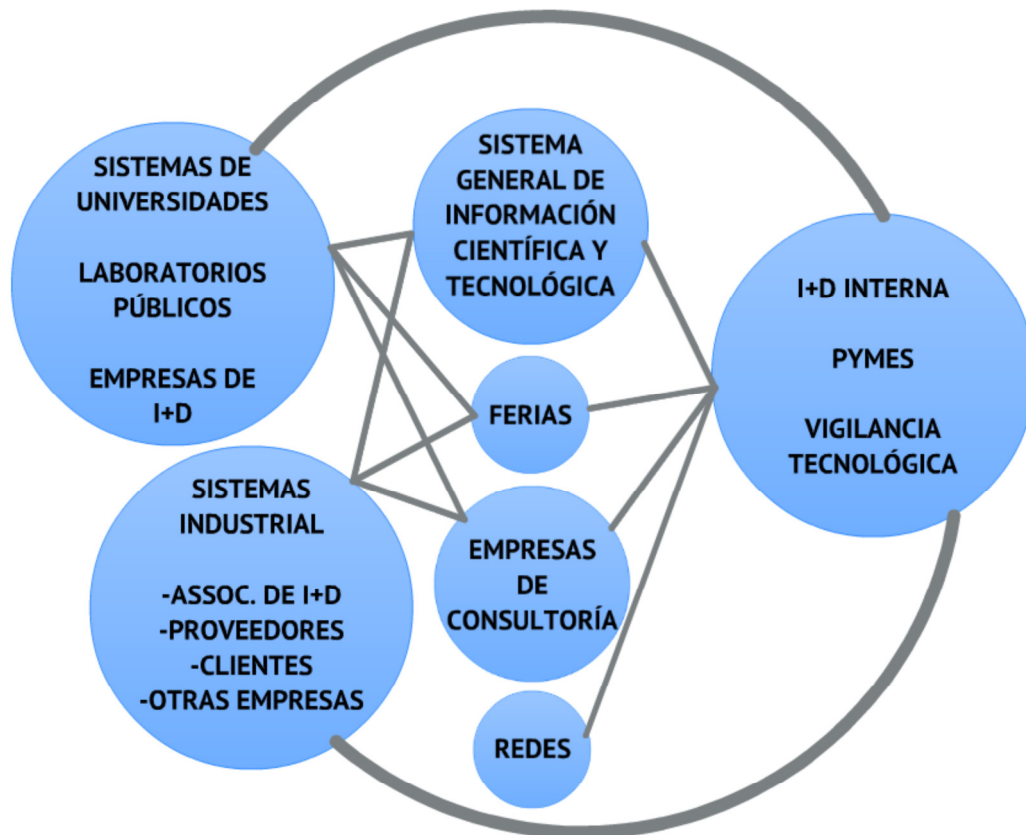 SISTEMAS DE
UNIVERSIDADES
LABORATORIOS
PÚBLICOS
EMPRESAS DE
I+D
SISTEMAS
INDUSTRIAL
-ASSOC. DE I+D
-PROVEEDORES
-CLIENTES
-OTRAS EMPRESAS
SISTEMA
GENERAL DE
INFORMACIÓN
CIENTÍFICA Y
TECNOLÓGICA
FERIAS
EMPRESAS
DE
CONSULTORÍA
REDES
I+D INTERNA
PYMES
VIGILANCIA
TECNOLÓGICA